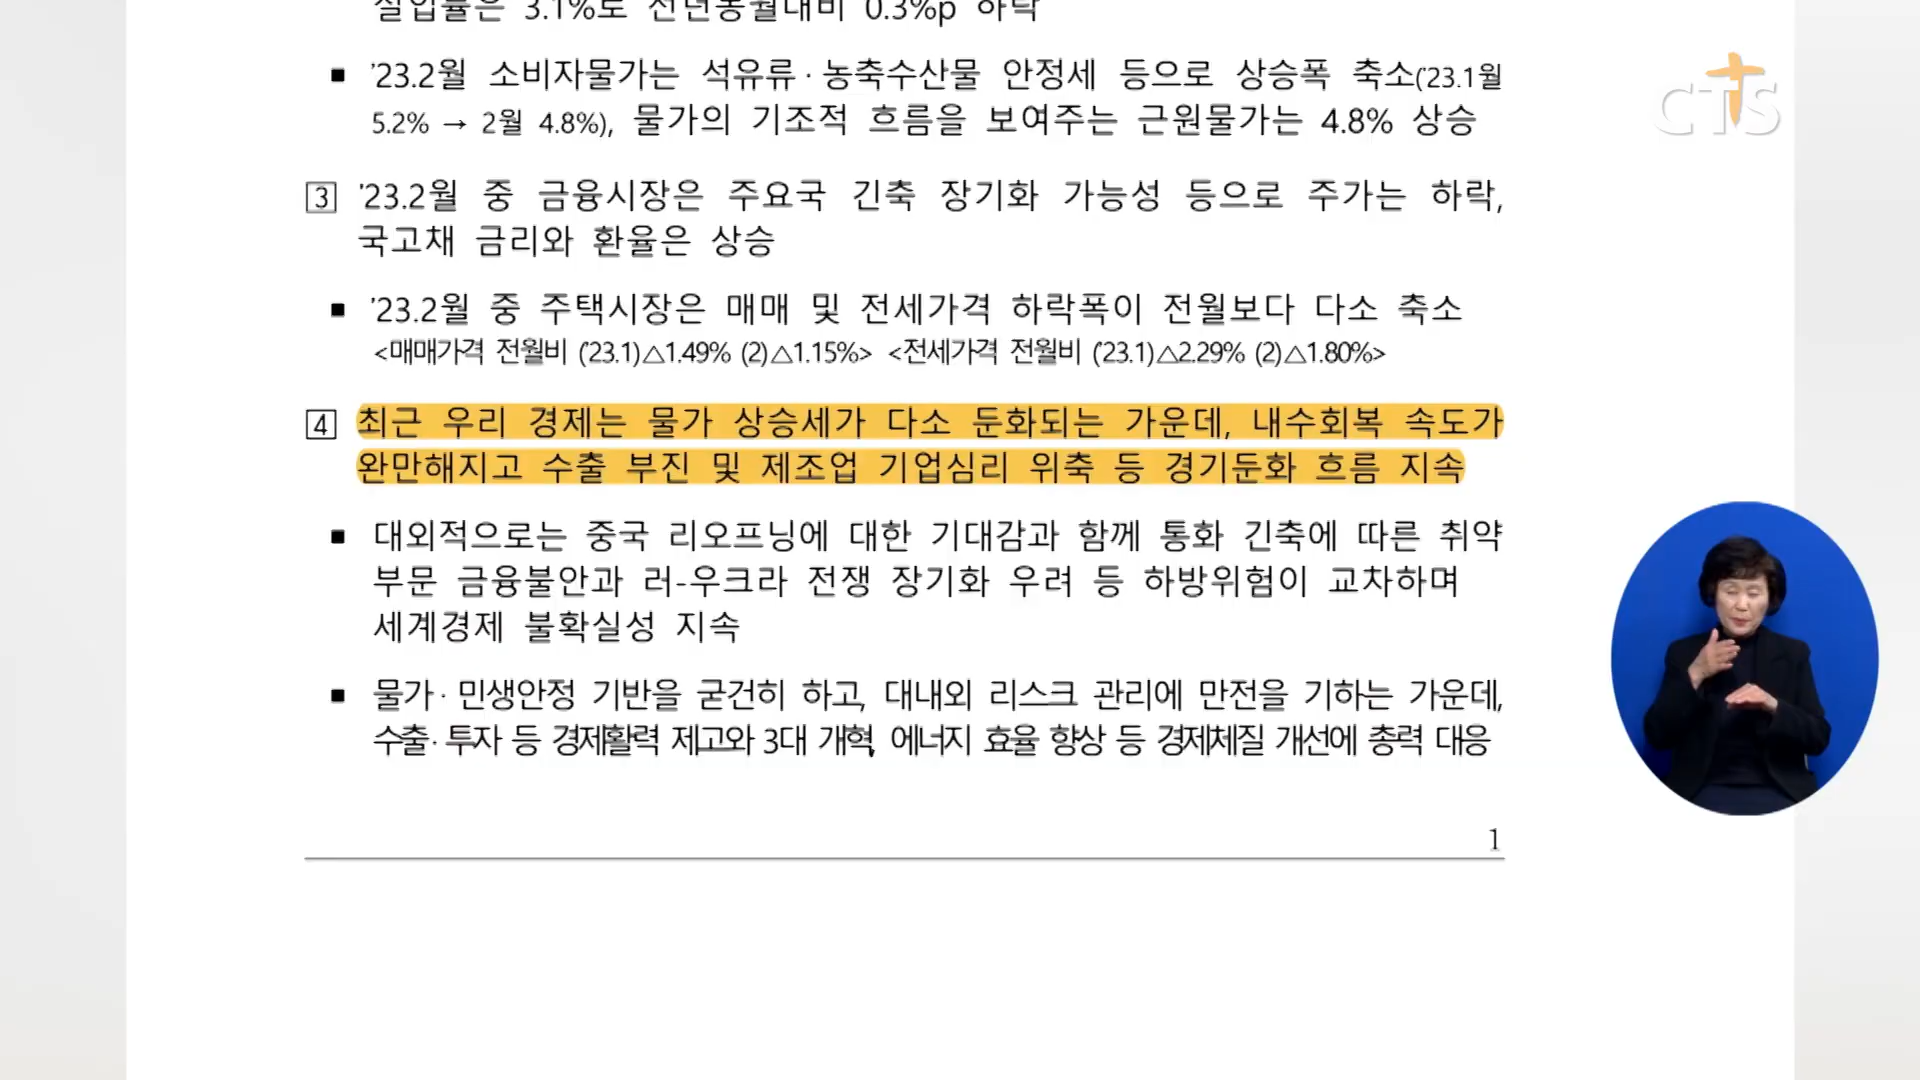 실업률은 3.1%로 전년동월대비 0.3%p 하락
■ '23.2월 소비자물가는 석유류·농축수산물 안정세 등으로 상승폭 축소('23.1월
5.2% → 2월 4.8%), 물가의 기조적 흐름을 보여주는 근원물가는 4.8% 상승
CTS
3 '23.2월 중 금융시장은 주요국 긴축 장기화 가능성 등으로 주가는 하락,
국고채 금리와 환율은 상승
■ '23.2월 중 주택시장은 매매 및 전세가격 하락폭이 전월보다 다소 축소
<매매가격 전월비 ('23.1)△1.49% (2)△1.15%> <전세가격 전월비 ('23.1)△2.29% (2)△1.80%>
4 최근 우리 경제는 물가 상승세가 다소 둔화되는 가운데, 내수회복 속도가
완만해지고 수출 부진 및 제조업 기업심리 위축 등 경기둔화 흐름 지속
■ 대외적으로는 중국 리오프닝에 대한 기대감과 함께 통화 긴축에 따른 취약
부문 금융불안과 러-우크라 전쟁 장기화 우려 등 하방위험이 교차하며
세계경제 불확실성 지속
■ 물가·민생안정 기반을 굳건히 하고, 대내외 리스크 관리에 만전을 기하는 가운데,
수출·투자 등 경제활력 제고와 3대 개혁, 에너지 효율 향상 등 경제체질 개선에 총력 대응
1